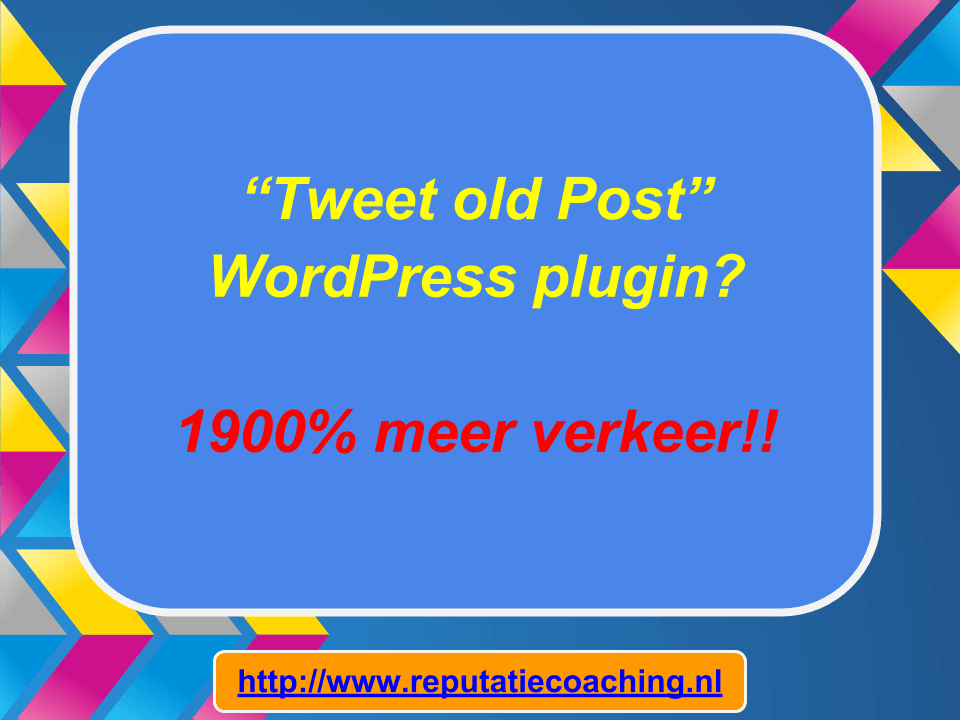 “Tweet old Post”
WordPress plugin?
1900% meer verkeer!!
http://www.reputatiecoaching.nl